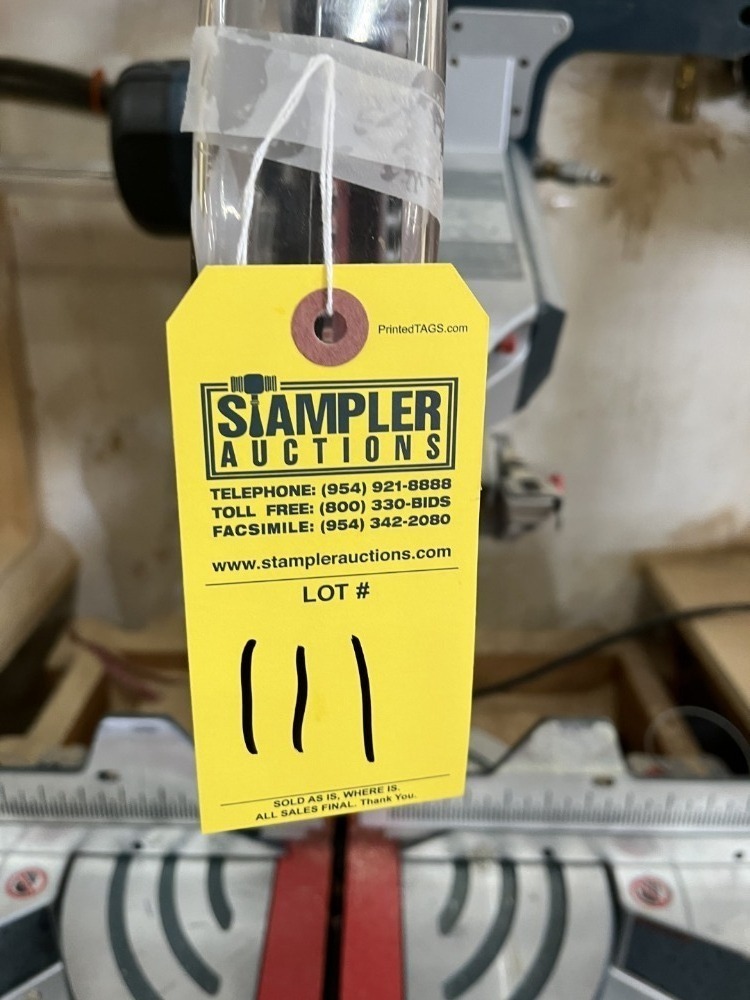 PrintedTAGS.com
STAMPLER
AUCTIONS
TELEPHONE: (954) 921-8888
TOLL FREE: (800) 330-BIDS
FACSIMILE: (954) 342-2080
www.stamplerauctions.com
LOT #
111
SOLD AS IS, WHERE IS.
ALL SALES FINAL. Thank You.